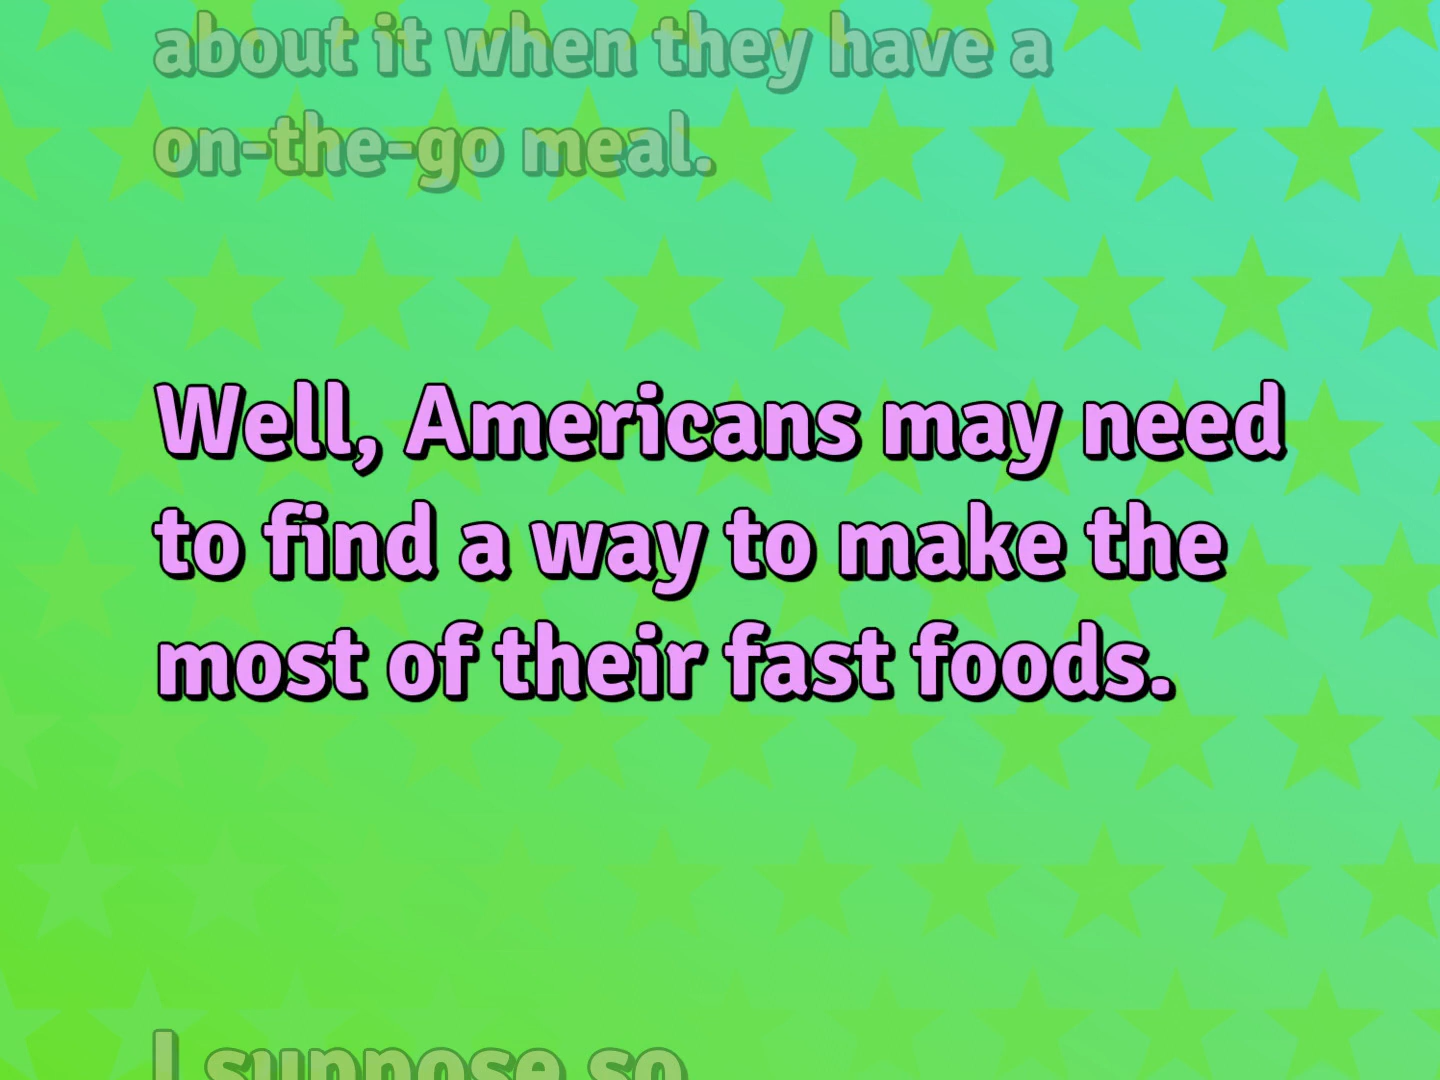 about it when they have a
on-the-go meal.
Well, Americans may need
to find a way to make the
most of their fast foods.
I suppose so